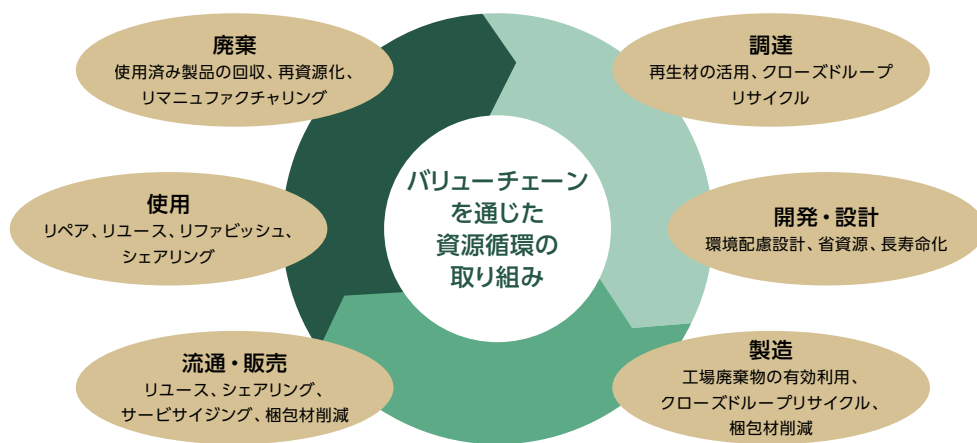 廃棄
使用済み製品の回収、再資源化、
リマニュファクチャリング
調達
再生材の活用、クローズドループ
リサイクル
使用
リペア、リユース、リファビッシュ、
シェアリング
バリューチェーン
を通じた
資源循環の
取り組み
開発・設計
環境配慮設計、省資源、長寿命化
流通・販売
リユース、シェアリング、
サービサイジング、梱包材削減
製造
工場廃棄物の有効利用、
クローズドループリサイクル、
梱包材削減